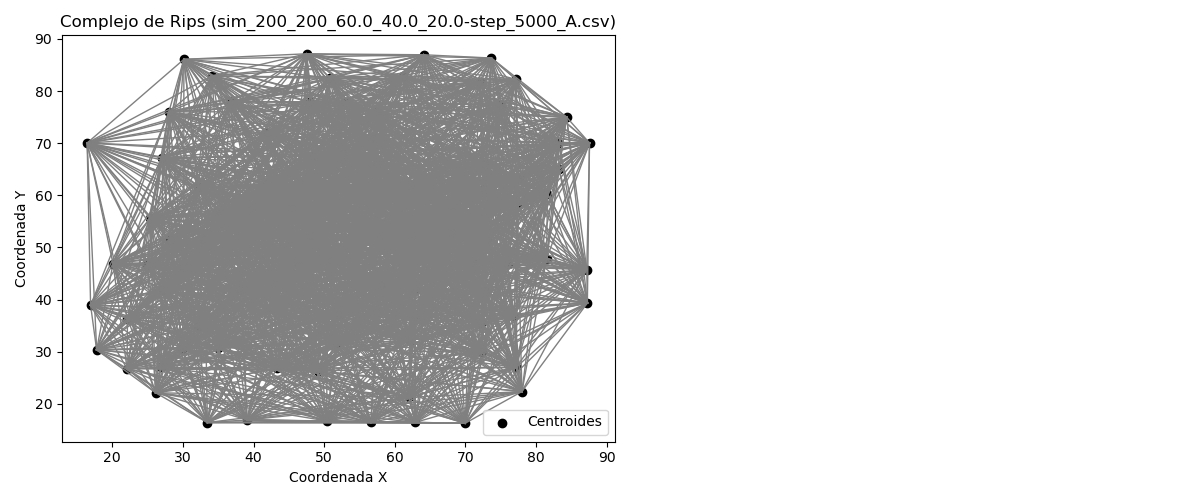 Complejo de Rips (sim_200_200_60.0_40.0_20.0-step_5000_A.csv)
90
80
70
60
50
40
30
20
Coordenada Y
Centroides
20 30 40 50 60 70 80 90
Coordenada X